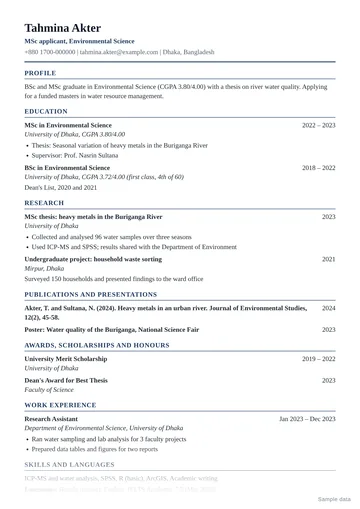 Tahmina Akter
MSc applicant, Environmental Science
+880 1700-000000 | tahmina.akter@example.com | Dhaka, Bangladesh
PROFILE
BSc and MSc graduate in Environmental Science (CGPA 3.80/4.00) with a thesis on river water quality. Applying
for a funded masters in water resource management.
EDUCATION
MSc in Environmental Science 2022 – 2023
University of Dhaka, CGPA 3.80/4.00
• Thesis: Seasonal variation of heavy metals in the Buriganga River
• Supervisor: Prof. Nasrin Sultana
BSc in Environmental Science 2018 – 2022
University of Dhaka, CGPA 3.72/4.00 (first class, 4th of 60)
Dean's List, 2020 and 2021
RESEARCH
MSc thesis: heavy metals in the Buriganga River 2023
University of Dhaka
• Collected and analysed 96 water samples over three seasons
• Used ICP-MS and SPSS; results shared with the Department of Environment
Undergraduate project: household waste sorting 2021
Mirpur, Dhaka
Surveyed 150 households and presented findings to the ward office
PUBLICATIONS AND PRESENTATIONS
Akter, T. and Sultana, N. (2024). Heavy metals in an urban river. Journal of Environmental Studies, 2024
12(2), 45-58.
Poster: Water quality of the Buriganga, National Science Fair 2023
AWARDS, SCHOLARSHIPS AND HONOURS
University Merit Scholarship 2019 – 2022
University of Dhaka
Dean's Award for Best Thesis 2023
Faculty of Science
WORK EXPERIENCE
Research Assistant Jan 2023 – Dec 2023
Department of Environmental Science, University of Dhaka
• Ran water sampling and lab analysis for 3 faculty projects
• Prepared data tables and figures for two reports
SKILLS AND LANGUAGES
ICP-MS and water analysis, SPSS, R (basic), ArcGIS, Academic writing
Sample data